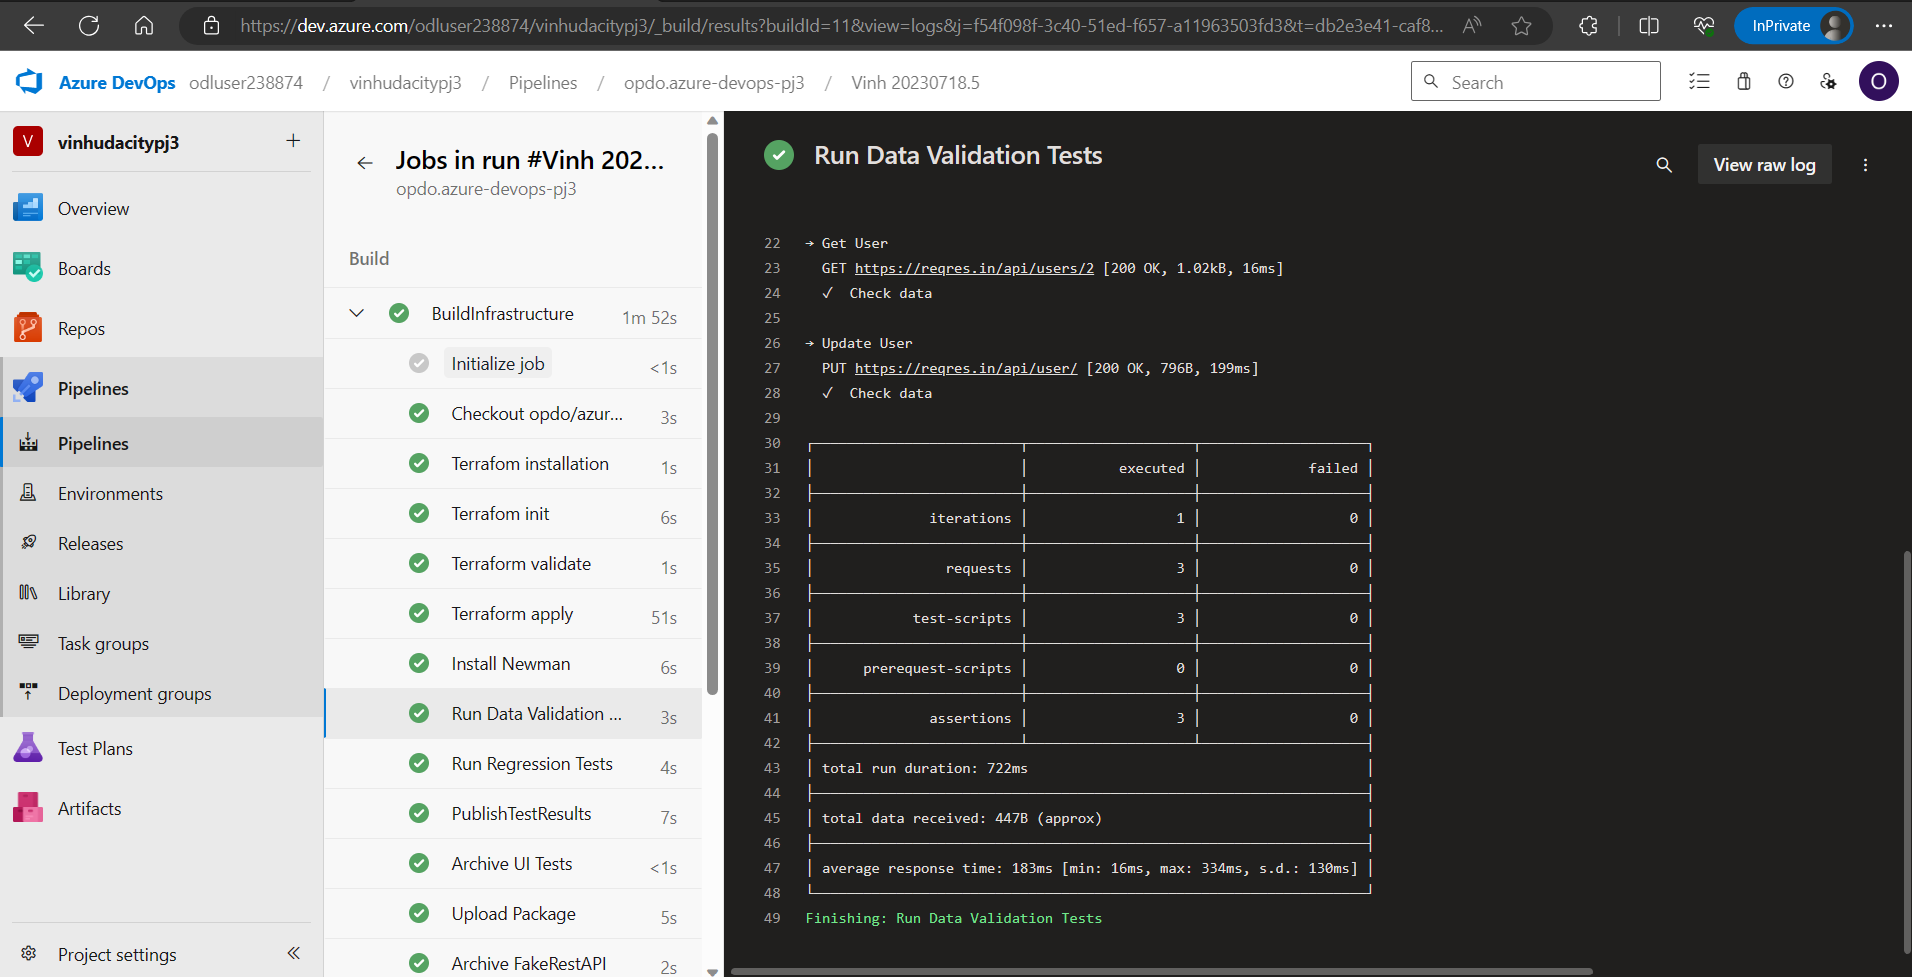 https://dev.azure.com/odluser238874/vinhudacitypj3/_build/results?buildId=11&view=logs&j=f54f098f-3c40-51ed-f657-a11963503fd3&t=db2e3e41-caf8...
InPrivate
Azure DevOps odluser238874 / vinhudacitypj3 / Pipelines / opdo.azure-devops-pj3 / Vinh 20230718.5
Search
O
V vinhudacitypj3 +
Overview
Boards
Repos
Pipelines
Pipelines
Environments
Releases
Library
Task groups
Deployment groups
Test Plans
Artifacts
Project settings
Jobs in run #Vinh 202...
opdo.azure-devops-pj3
Build
BuildInfrastructure 1m 52s
Initialize job <1s
Checkout opdo/azur... 3s
Terrafom installation 1s
Terrafom init 6s
Terraform validate 1s
Terraform apply 51s
Install Newman 6s
Run Data Validation ... 3s
Run Regression Tests 4s
PublishTestResults 7s
Archive UI Tests <1s
Upload Package 5s
Archive FakeRestAPI 2s
Run Data Validation Tests
View raw log
22 → Get User
23 GET https://reqres.in/api/users/2 [200 OK, 1.02kB, 16ms]
24 ✓ Check data
25
26 → Update User
27 PUT https://reqres.in/api/user/ [200 OK, 796B, 199ms]
28 ✓ Check data
29
30
31 executed failed
32
33 iterations 1 0
34
35 requests 3 0
36
37 test-scripts 3 0
38
39 prerequest-scripts 0 0
40
41 assertions 3 0
42
43 total run duration: 722ms
44
45 total data received: 447B (approx)
46
47 average response time: 183ms [min: 16ms, max: 334ms, s.d.: 130ms]
48
49 Finishing: Run Data Validation Tests